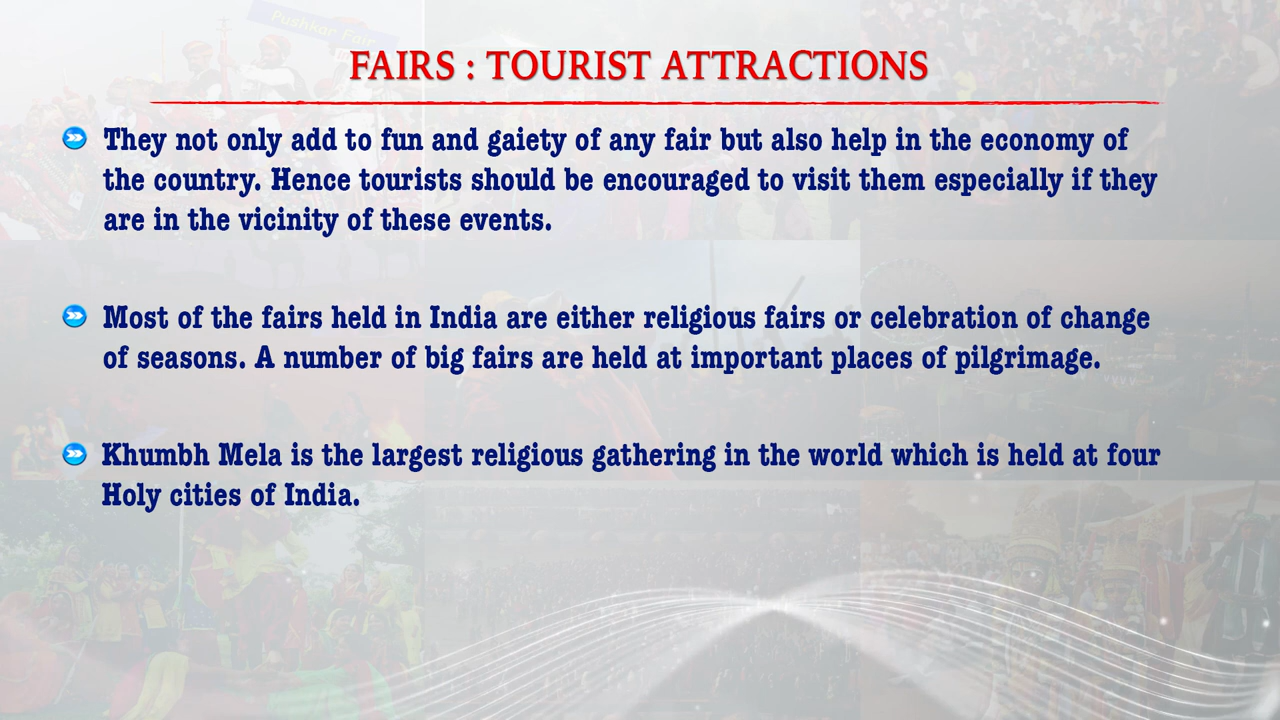 Pushkar Fair
FAIRS : TOURIST ATTRACTIONS
They not only add to fun and gaiety of any fair but also help in the economy of
the country. Hence tourists should be encouraged to visit them especially if they
are in the vicinity of these events.
Most of the fairs held in India are either religious fairs or celebration of change
of seasons. A number of big fairs are held at important places of pilgrimage.
Khumbh Mela is the largest religious gathering in the world which is held at four
Holy cities of India.